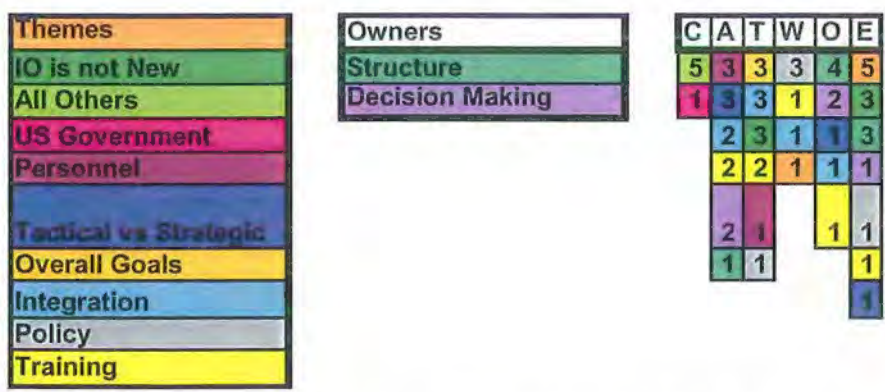 Themes
IO is not New
All Others
US Government
Personnel
Tactical vs Strategic
Overall Goals
Integration
Policy
Training
Owners
Structure
Decision Making
C A T W O E
5 3 3 3 4 5
1 3 3 1 2 3
2 3 1 1 3
2 2 1 1 1
2 1 1 1
1 1 1
1